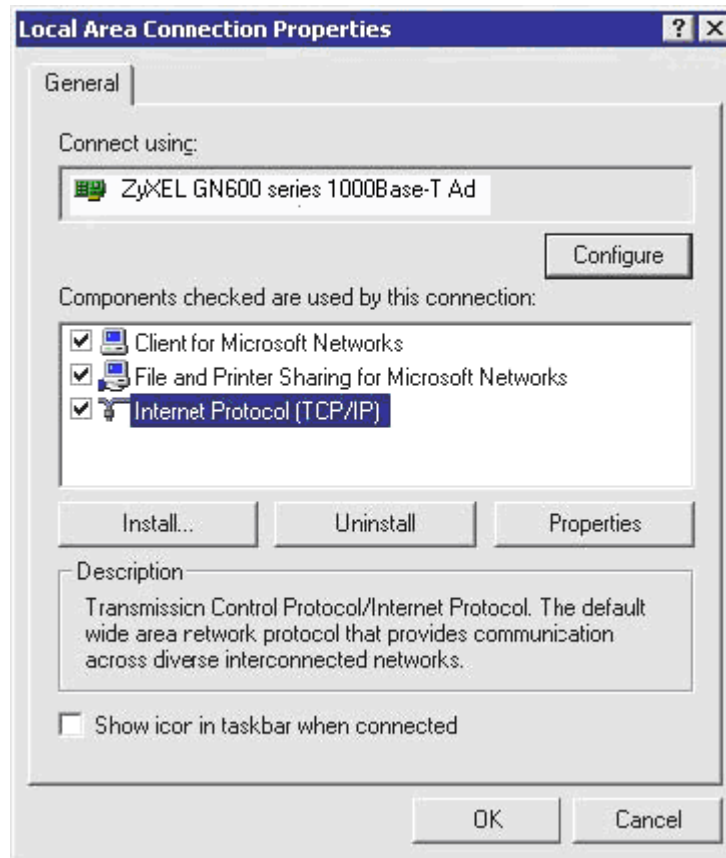 Local Area Connection Properties
General
Connect using:
ZyXEL GN600 series 1000Base-T Ad
Configure
Components checked are used by this connection:
Client for Microsoft Networks
File and Printer Sharing for Microsoft Networks
Internet Protocol (TCP/IP)
Install...
Uninstall
Properties
Description
Transmission Control Protocol/Internet Protocol. The default
wide area network protocol that provides communication
across diverse interconnected networks.
Show icon in taskbar when connected
OK
Cancel